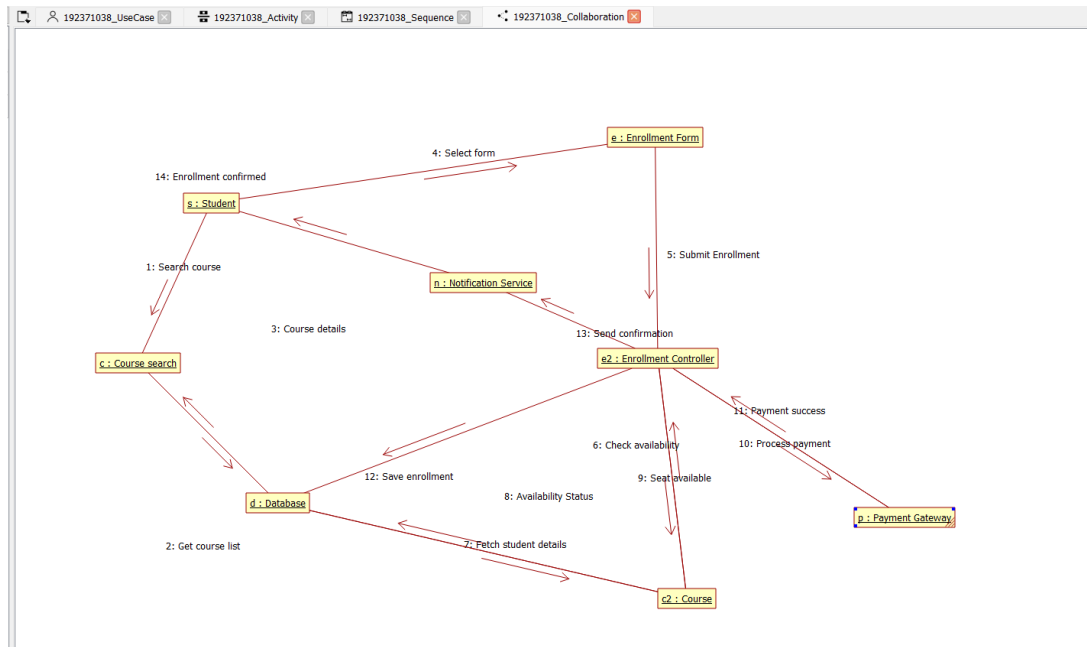 192371038_UseCase
192371038_Activity
192371038_Sequence
192371038_Collaboration
e : Enrollment Form
4: Select form
14: Enrollment confirmed
s : Student
5: Submit Enrollment
1: Search course
n : Notification Service
3: Course details
13: Send confirmation
c : Course search
e2 : Enrollment Controller
11: Payment success
6: Check availability
10: Process payment
12: Save enrollment
9: Seat available
8: Availability Status
d : Database
p : Payment Gateway
2: Get course list
7: Fetch student details
c2 : Course